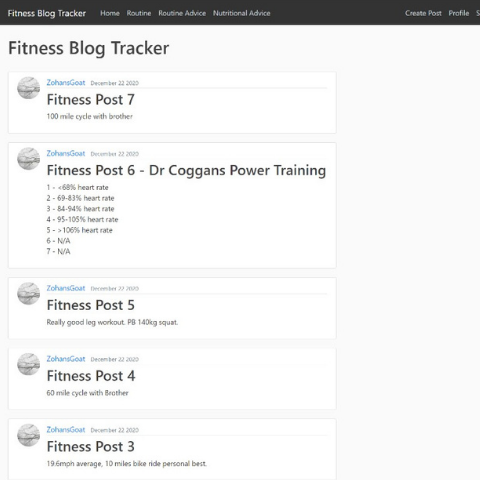 Fitness Blog Tracker Home Routine Routine Advice Nutritional Advice Create Post Profile
Fitness Blog Tracker
ZohansGoat December 22 2020
Fitness Post 7
100 mile cycle with brother
ZohansGoat December 22 2020
Fitness Post 6 - Dr Coggans Power Training
1 - <68% heart rate
2 - 69-83% heart rate
3 - 84-94% heart rate
4 - 95-105% heart rate
5 - >106% heart rate
6 - N/A
7 - N/A
ZohansGoat December 22 2020
Fitness Post 5
Really good leg workout. PB 140kg squat.
ZohansGoat December 22 2020
Fitness Post 4
60 mile cycle with Brother
ZohansGoat December 22 2020
Fitness Post 3
19.6mph average, 10 miles bike ride personal best.